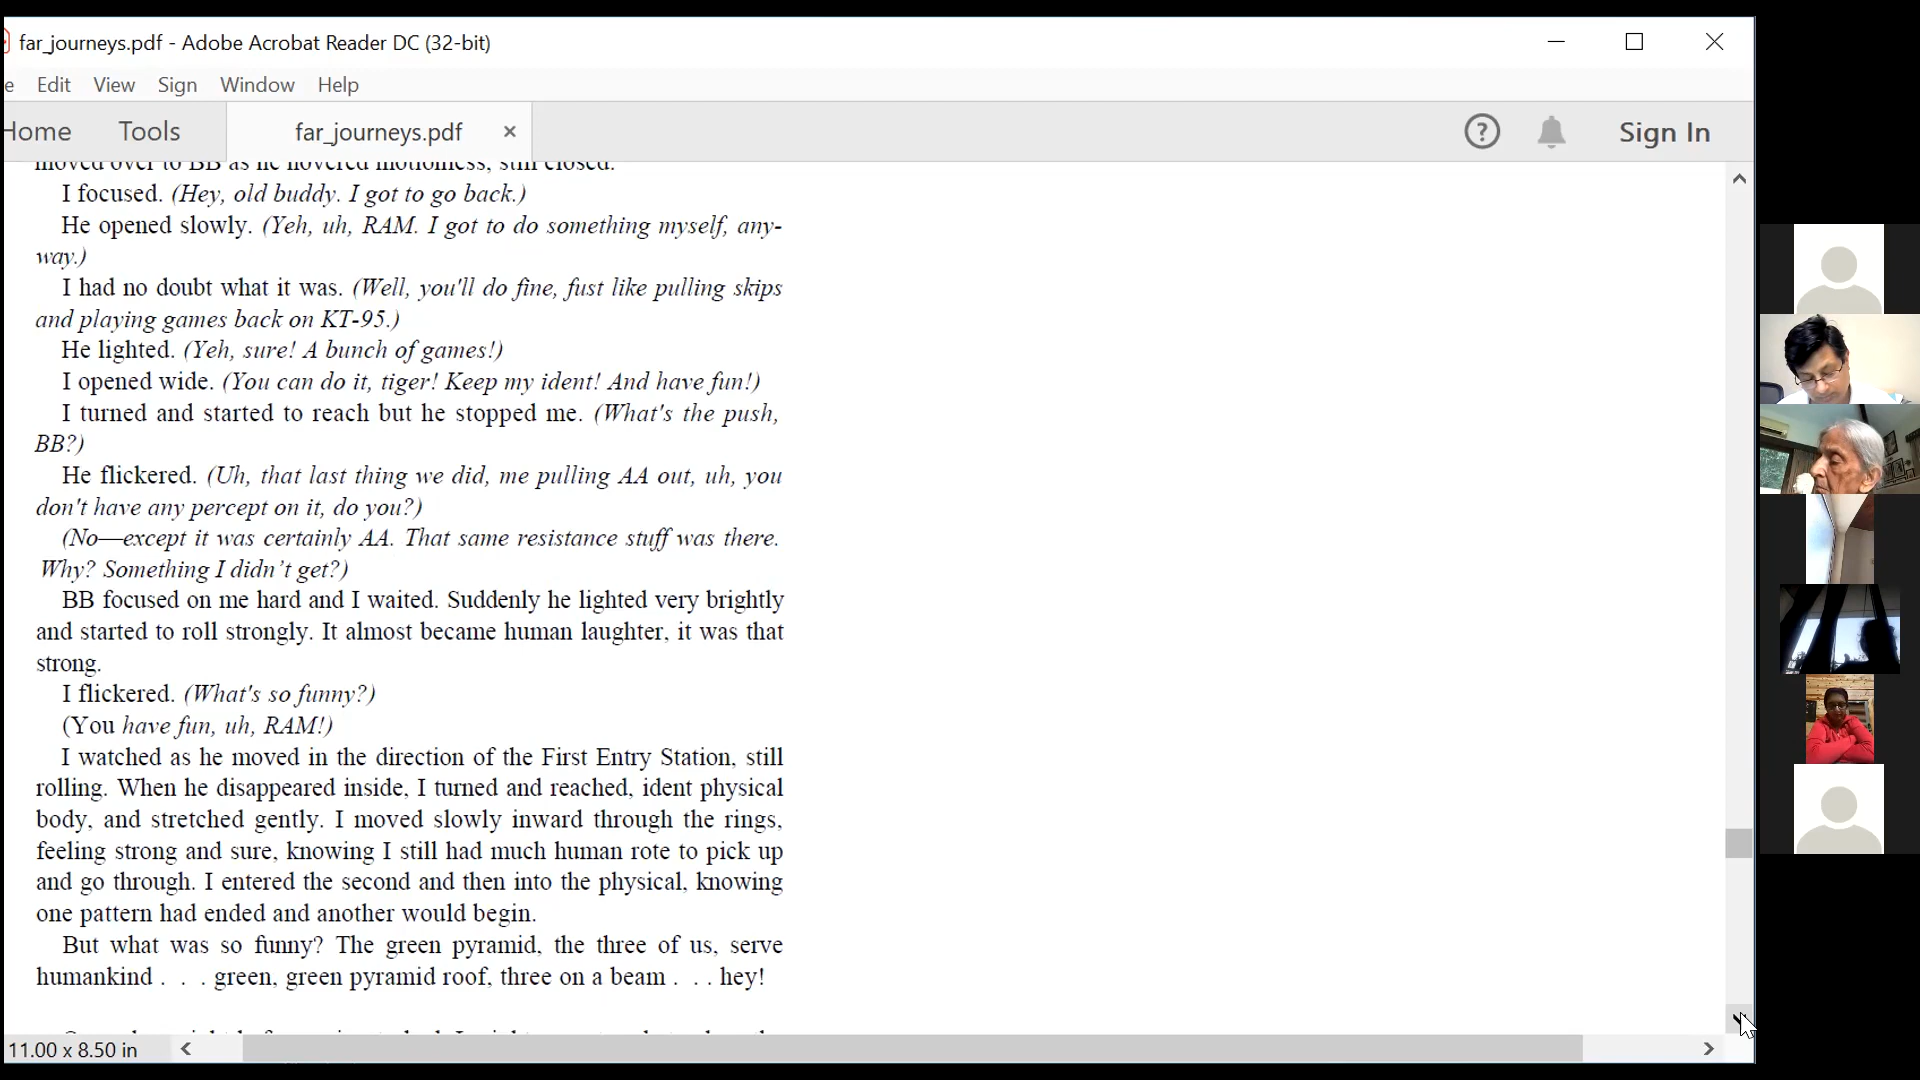 far_journeys.pdf - Adobe Acrobat Reader DC (32-bit)
e Edit View Sign Window Help
Home Tools far_journeys.pdf × ? Sign In
moved over to BB as he hovered motionless, still closed.
I focused. (Hey, old buddy. I got to go back.)
He opened slowly. (Yeh, uh, RAM. I got to do something myself, any-
way.)
I had no doubt what it was. (Well, you'll do fine, fust like pulling skips
and playing games back on KT-95.)
He lighted. (Yeh, sure! A bunch of games!)
I opened wide. (You can do it, tiger! Keep my ident! And have fun!)
I turned and started to reach but he stopped me. (What's the push,
BB?)
He flickered. (Uh, that last thing we did, me pulling AA out, uh, you
don't have any percept on it, do you?)
(No—except it was certainly AA. That same resistance stuff was there.
Why? Something I didn’t get?)
BB focused on me hard and I waited. Suddenly he lighted very brightly
and started to roll strongly. It almost became human laughter, it was that
strong.
I flickered. (What's so funny?)
(You have fun, uh, RAM!)
I watched as he moved in the direction of the First Entry Station, still
rolling. When he disappeared inside, I turned and reached, ident physical
body, and stretched gently. I moved slowly inward through the rings,
feeling strong and sure, knowing I still had much human rote to pick up
and go through. I entered the second and then into the physical, knowing
one pattern had ended and another would begin.
But what was so funny? The green pyramid, the three of us, serve
humankind . . . green, green pyramid roof, three on a beam . . . hey!
11.00 x 8.50 in